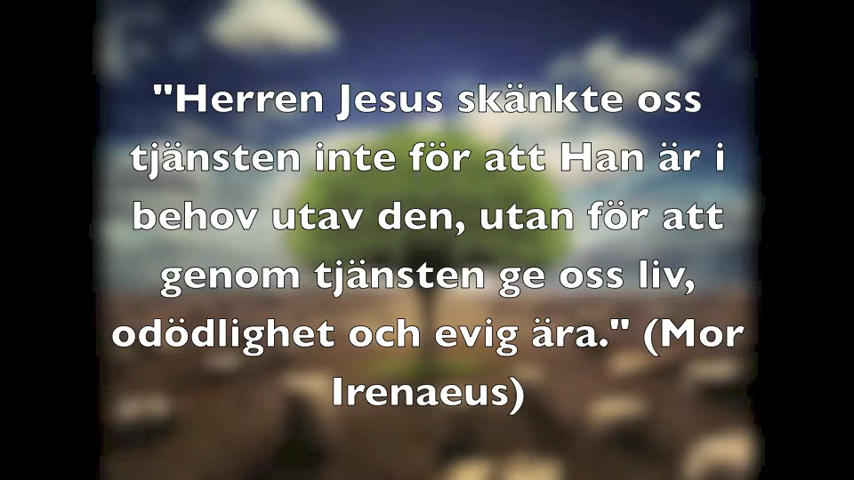 "Herren Jesus skänkte oss
tjänsten inte för att Han är i
behov utav den, utan för att
genom tjänsten ge oss liv,
odödlighet och evig ära." (Mor
Irenaeus)